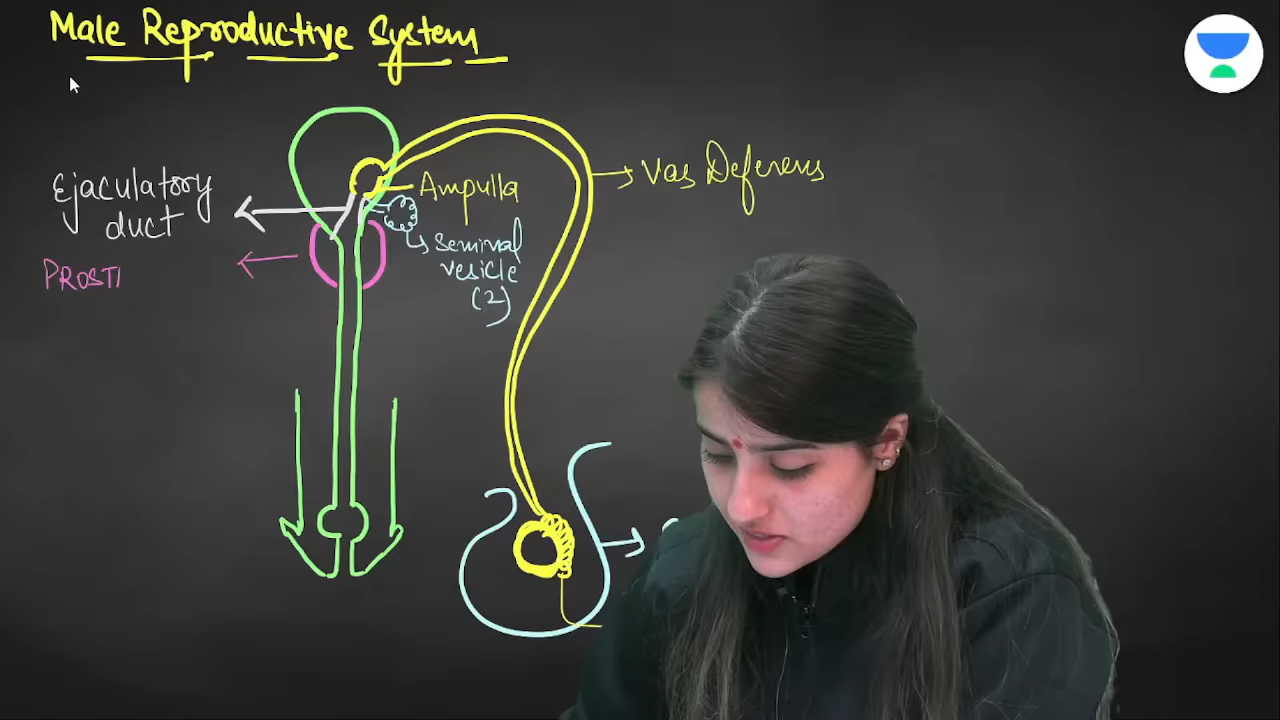 Male Reproductive System
Ejaculatory
duct
PROSTI
Ampulla
Seminal
vesicle
(2)
Vas Deferens